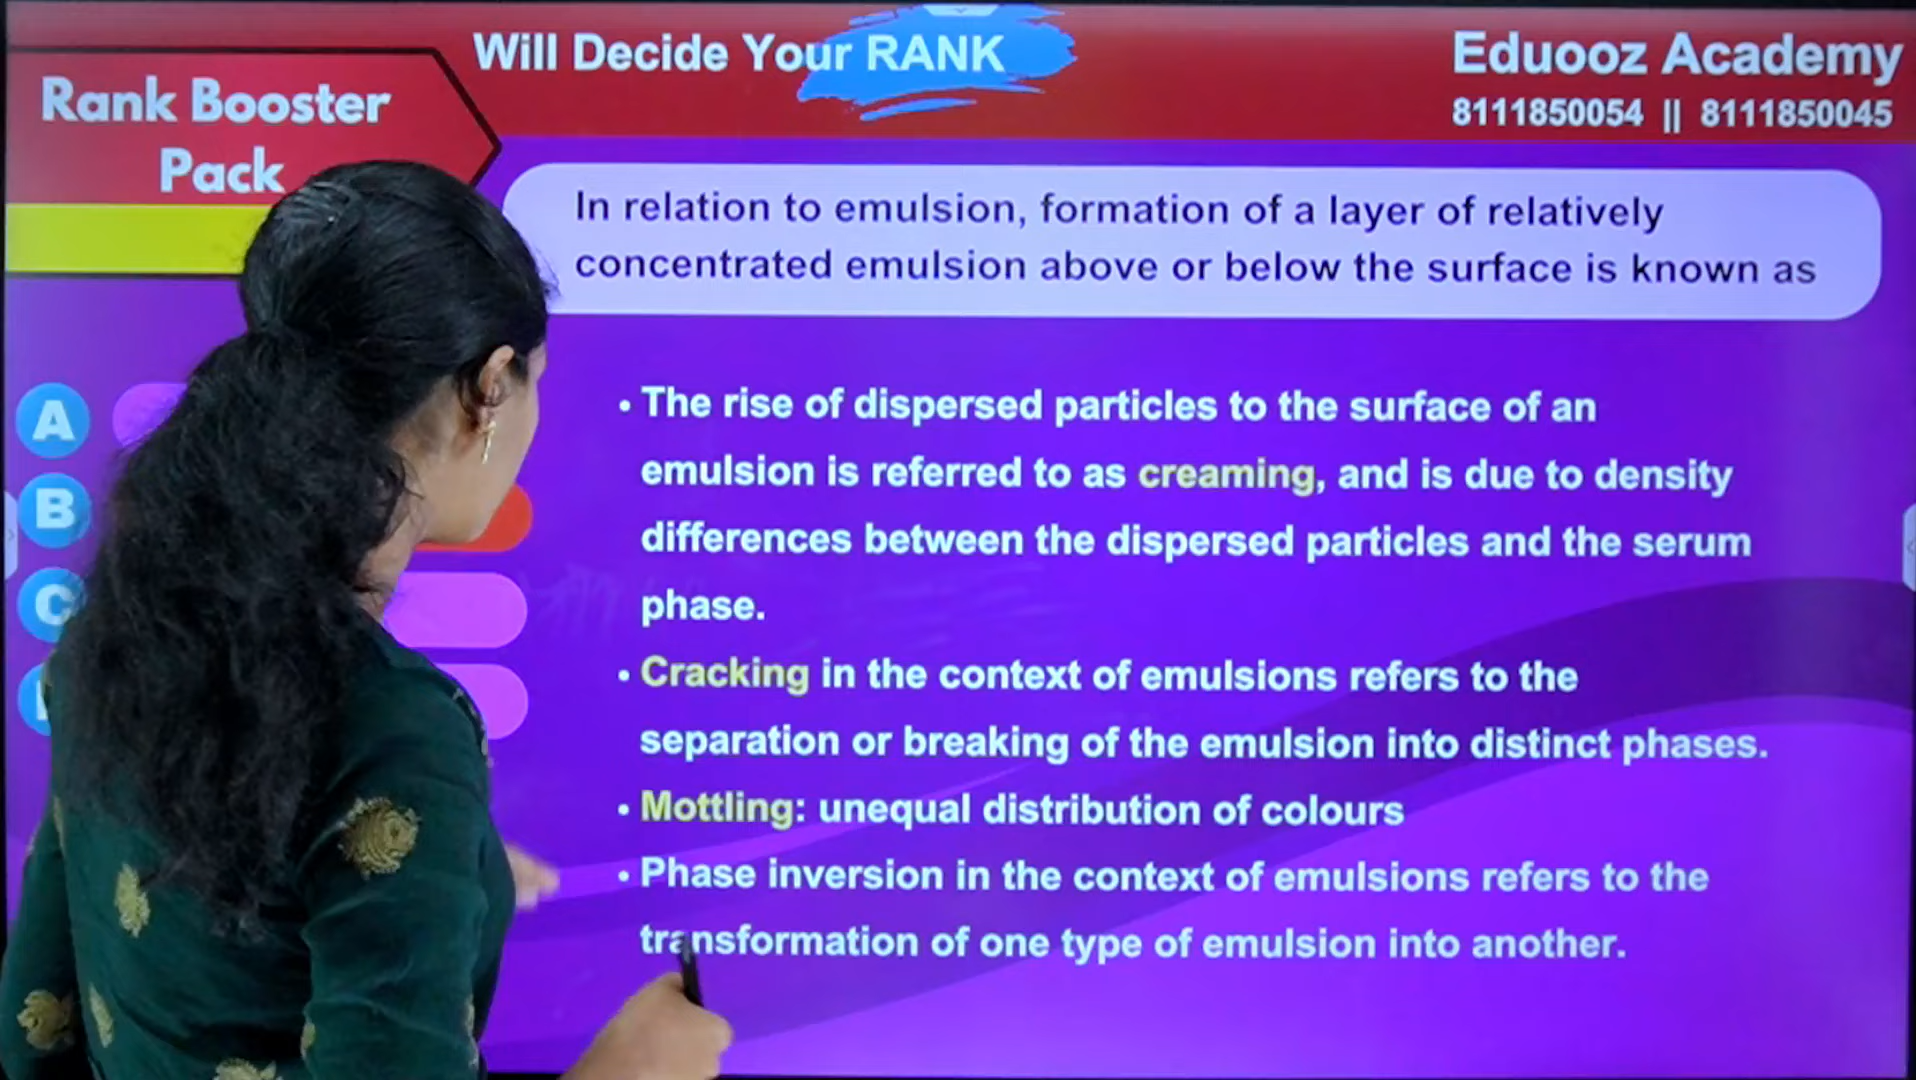 Will Decide Your RANK
Eduooz Academy
8111850054 || 8111850045
Rank Booster
Pack
In relation to emulsion, formation of a layer of relatively
concentrated emulsion above or below the surface is known as
A
B
C
• The rise of dispersed particles to the surface of an
emulsion is referred to as creaming, and is due to density
differences between the dispersed particles and the serum
phase.
• Cracking in the context of emulsions refers to the
separation or breaking of the emulsion into distinct phases.
• Mottling: unequal distribution of colours
• Phase inversion in the context of emulsions refers to the
transformation of one type of emulsion into another.